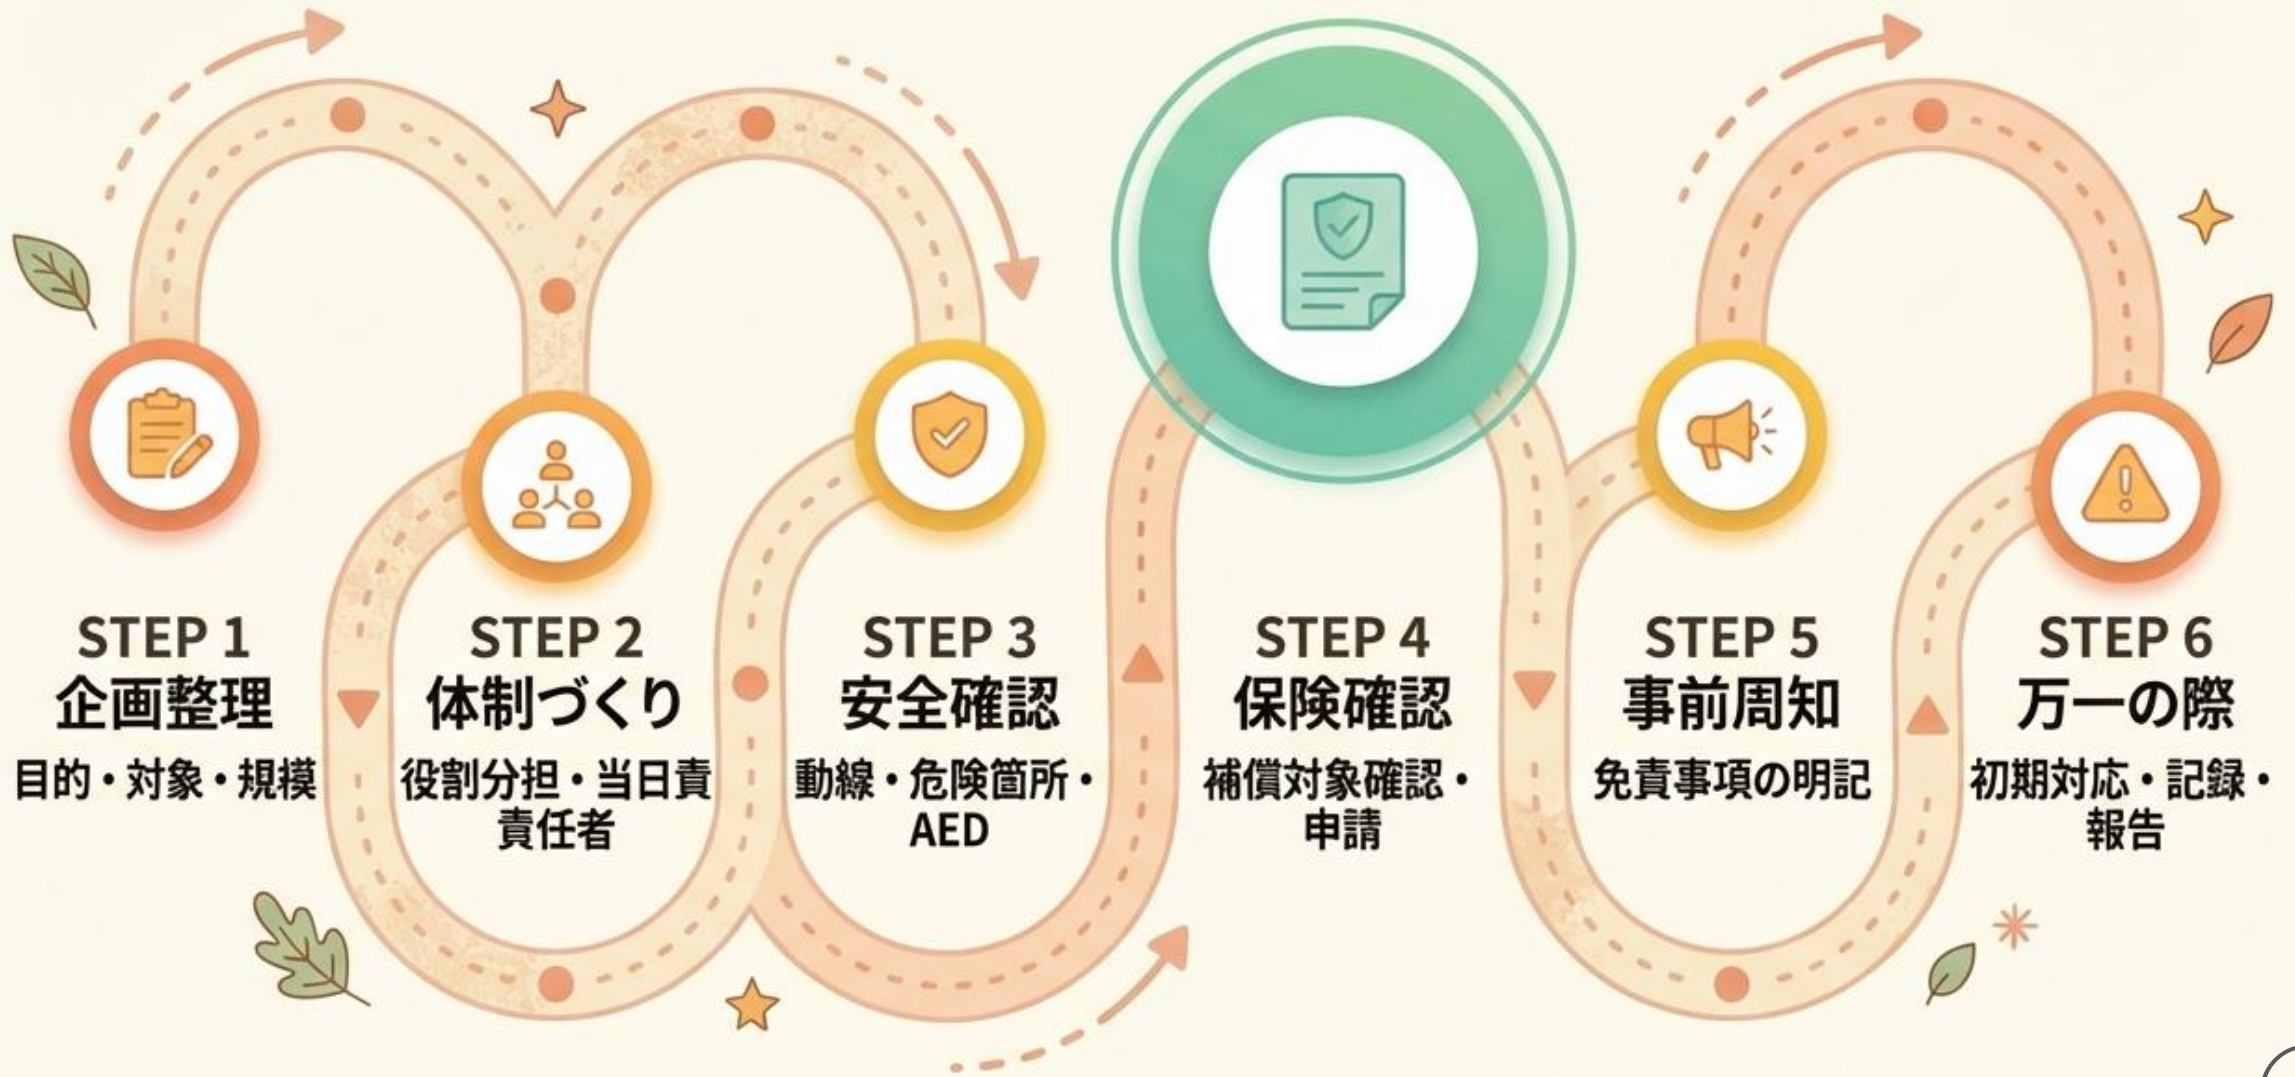 STEP 1
企画整理
目的・対象・規模
STEP 2
体制づくり
役割分担・当日責
責任者
STEP 3
安全確認
動線・危険箇所・
AED
STEP 4
保険確認
補償対象確認・
申請
STEP 5
事前周知
免責事項の明記
STEP 6
万一の際
初期対応・記録・
報告